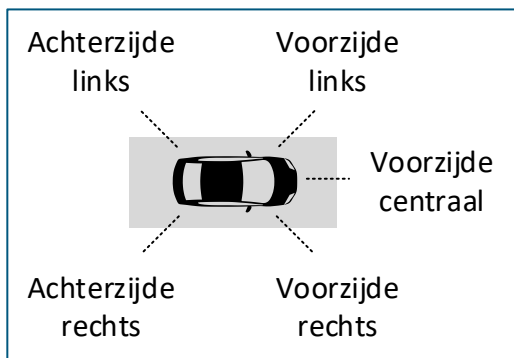 Achterzijde
links
Voorzijde
links
Voorzijde
centraal
Achterzijde
rechts
Voorzijde
rechts